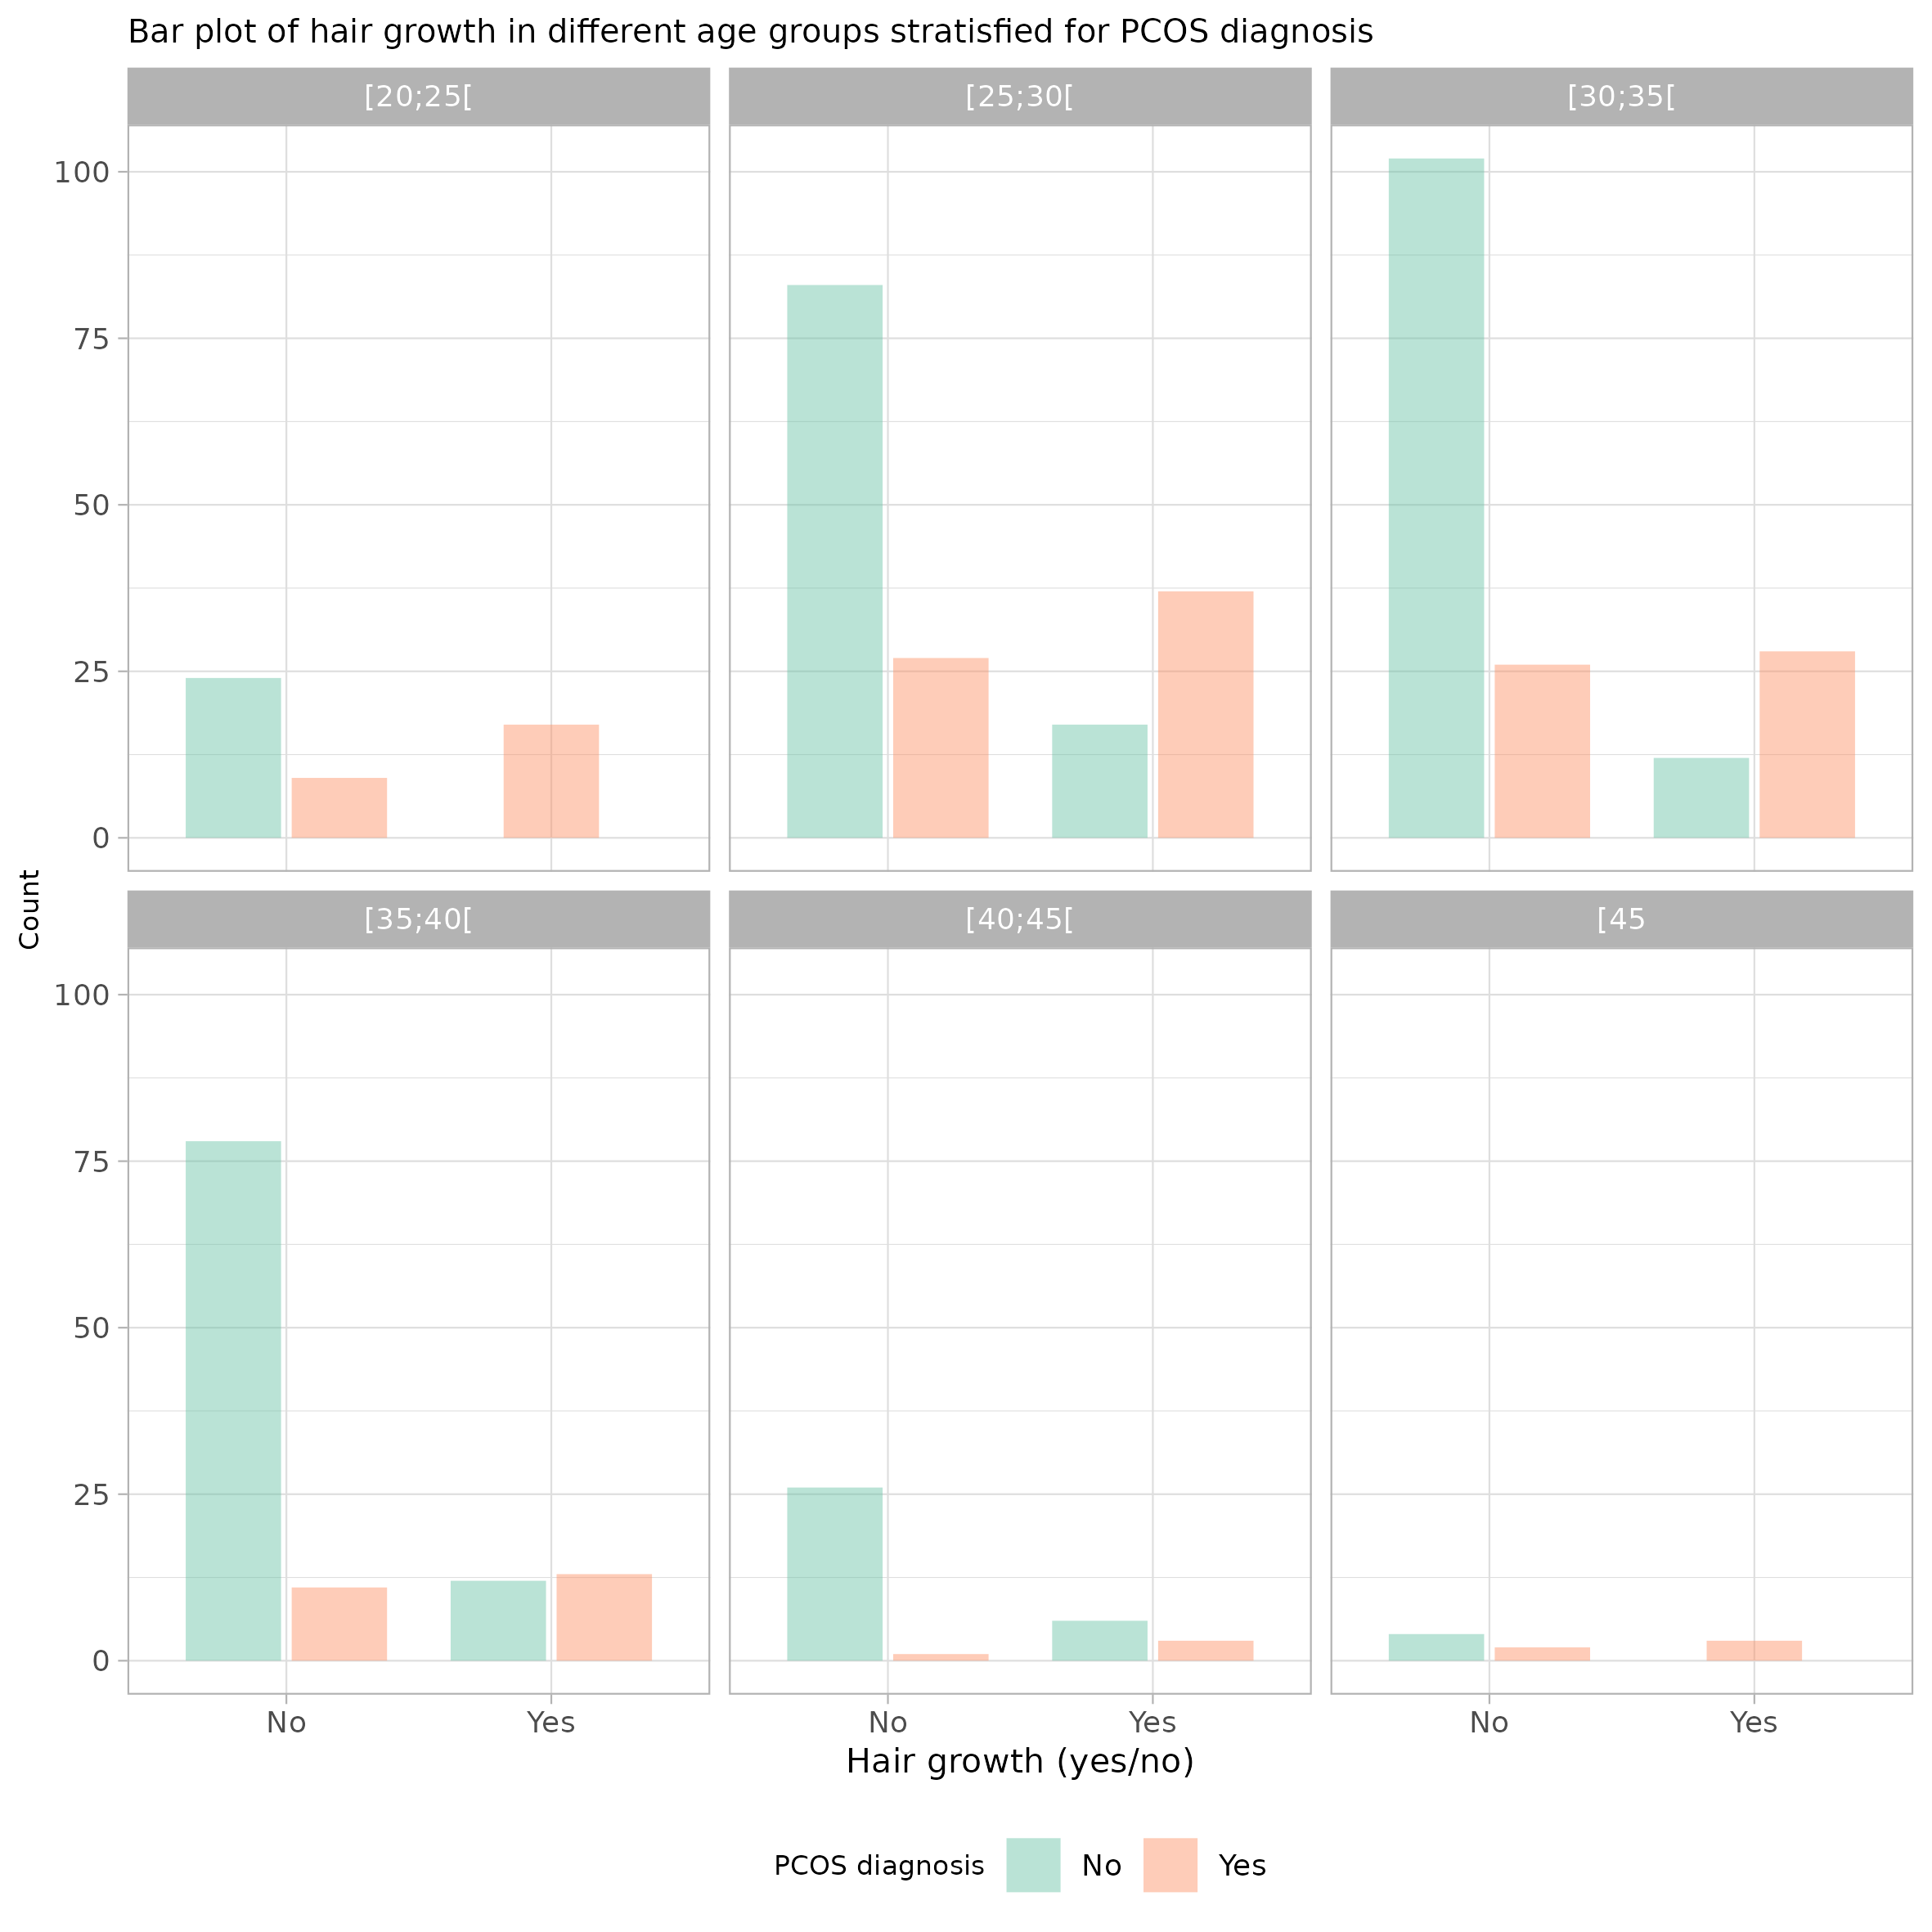 Bar plot of hair growth in different age groups stratisfied for PCOS diagnosis
[20;25[
[25;30[
[30;35[
100
75
50
25
0
Count
[35;40[
[40;45[
[45
100
75
50
25
0
No
Yes
No
Yes
No
Yes
Hair growth (yes/no)
PCOS diagnosis No Yes